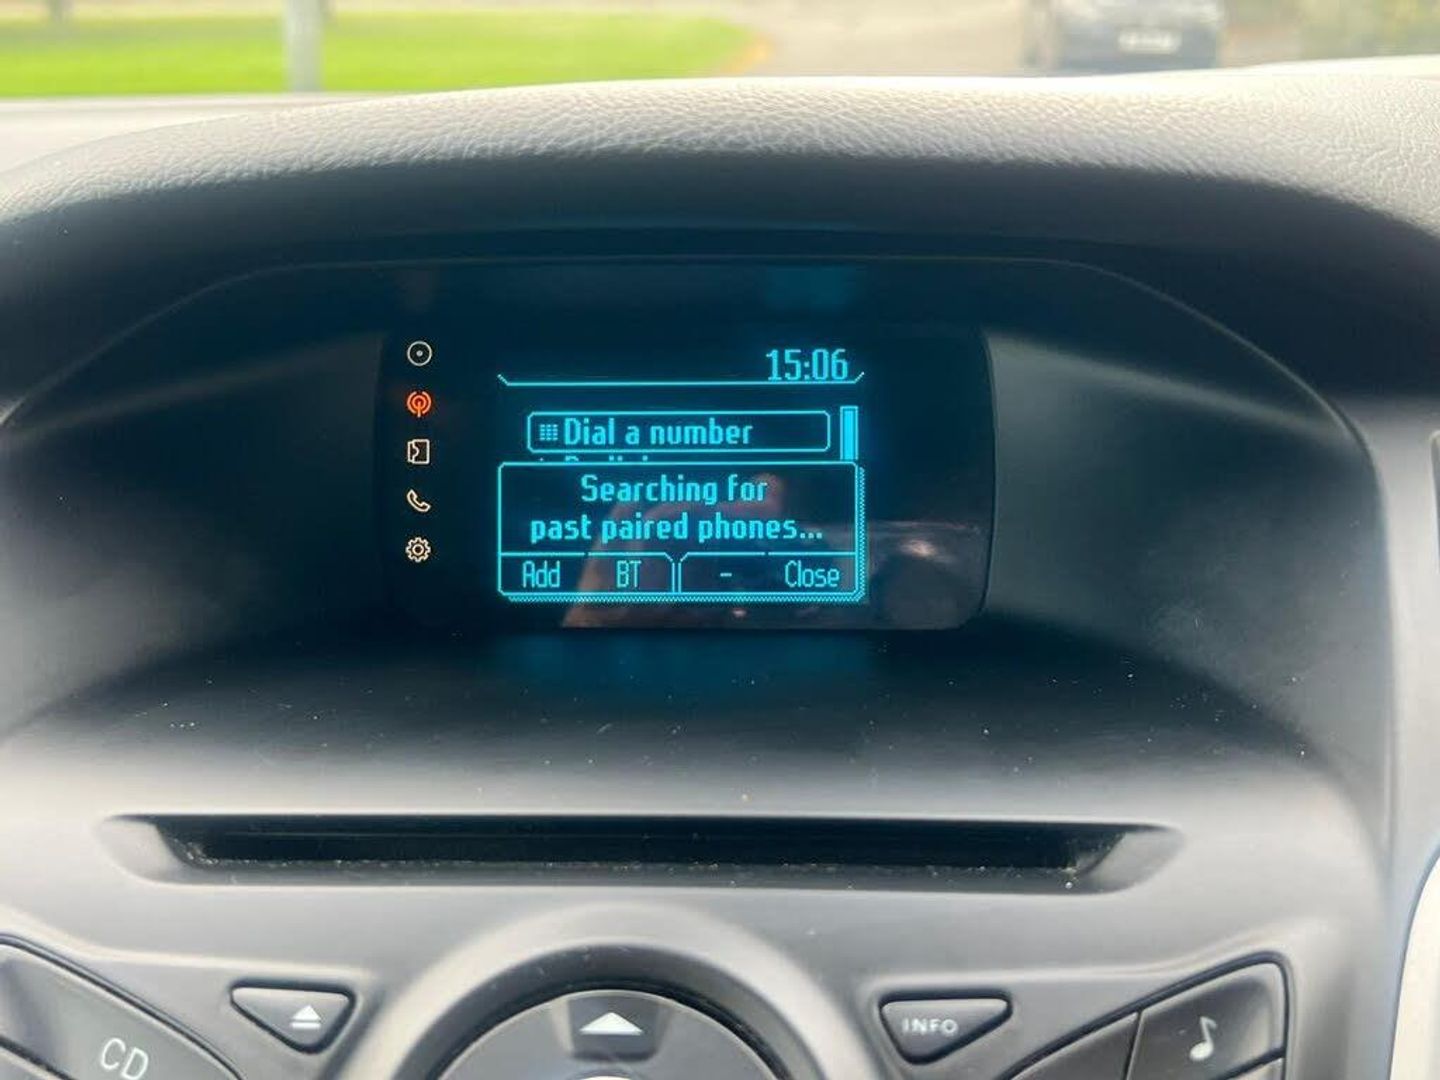 15:06
Dial a number
Searching for
past paired phones...
Add BT - Close
INFO
CD